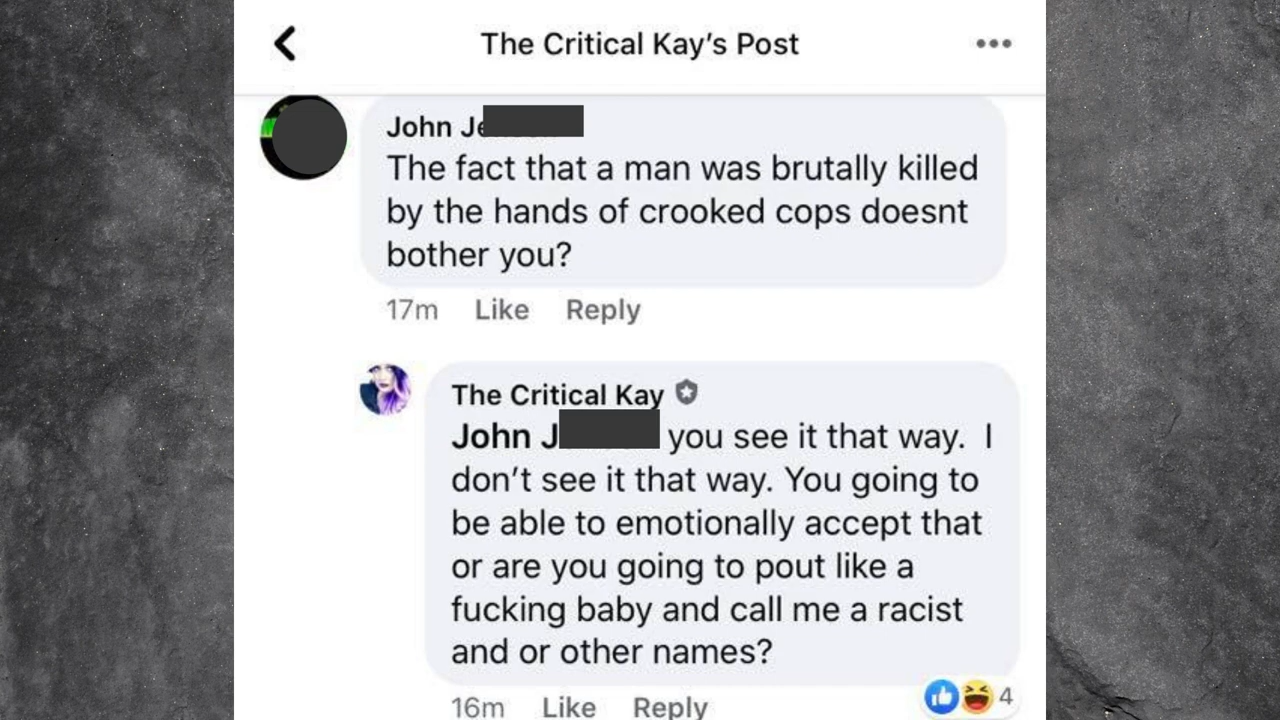 The Critical Kay's Post
John Je
The fact that a man was brutally killed
by the hands of crooked cops doesnt
bother you?
17m Like Reply
The Critical Kay
John J you see it that way. I
don't see it that way. You going to
be able to emotionally accept that
or are you going to pout like a
fucking baby and call me a racist
and or other names?
16m Like Reply 4